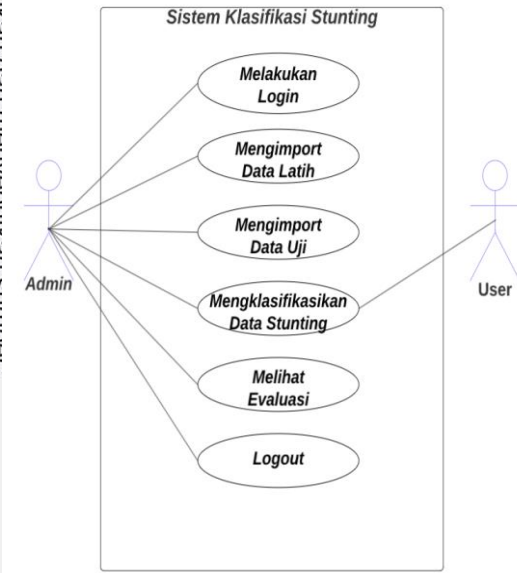 Sistem Klasifikasi Stunting
Melakukan
Login
Mengimport
Data Latih
Mengimport
Data Uji
Mengklasifikasikan
Data Stunting
Melihat
Evaluasi
Logout
Admin
User